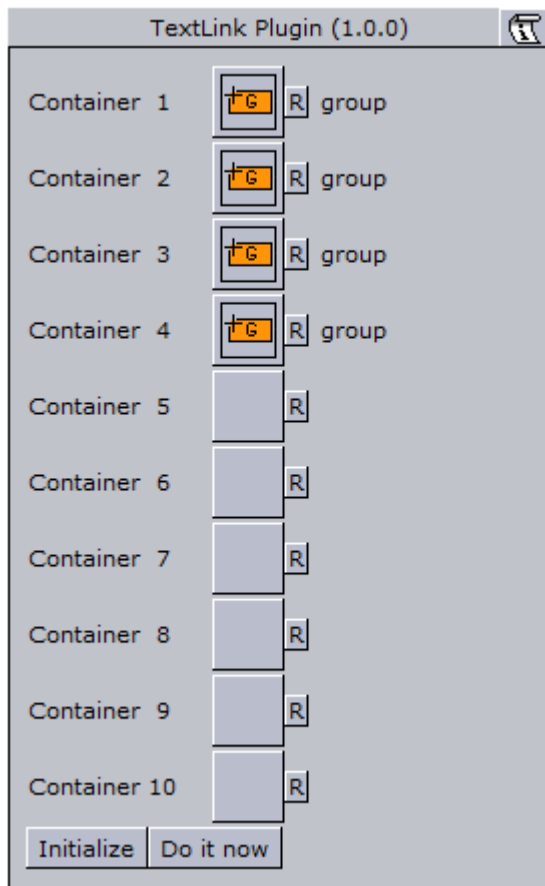 TextLink Plugin (1.0.0)
Container 1 G R group
Container 2 G R group
Container 3 G R group
Container 4 G R group
Container 5 R
Container 6 R
Container 7 R
Container 8 R
Container 9 R
Container 10 R
Initialize Do it now